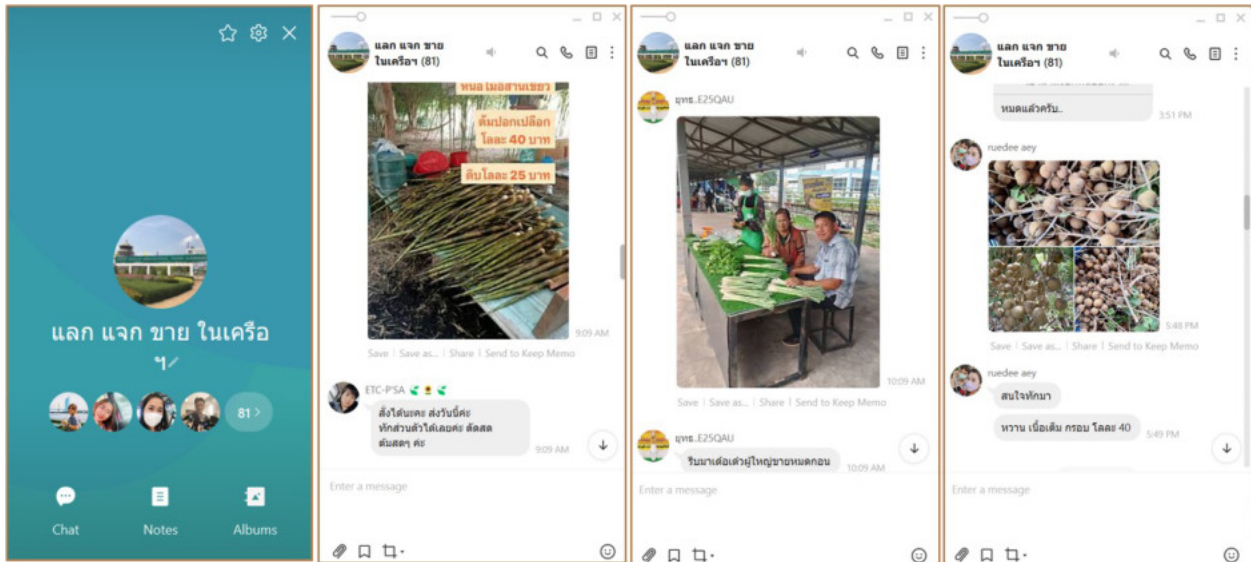 แลก แจก ขาย ในเครือ
ฯ
81 >
Chat
Notes
Albums
แลก แจก ขาย
ในเครือฯ (81)
หน่อไม้อีสานเขียว
ต้มปอกเปลือก
โลละ 40 บาท
ดิบโลละ 25 บาท
9:09 AM
Save | Save as... | Share | Send to Keep Memo
ETC-P'SA
สั่งได้นะคะ ส่งวันนี้ค่ะ
ทักส่วนตัวได้เลยค่ะ ตัดสด
ต้มสดๆ ค่ะ
9:09 AM
Enter a message
แลก แจก ขาย
ในเครือฯ (81)
ยุทธ..E25QAU
10:09 AM
Save | Save as... | Share | Send to Keep Memo
ยุทธ..E25QAU
รีบมาเด้อเด๋วผู้ใหญ่ขายหมดกอน
10:09 AM
Enter a message
แลก แจก ขาย
ในเครือฯ (81)
หมดแล้วครับ..
3:51 PM
ruedee aey
5:48 PM
Save | Save as... | Share | Send to Keep Memo
ruedee aey
สนใจทักมา
หวาน เนื้อเต็ม กรอบ โลละ 40
5:49 PM
Enter a message